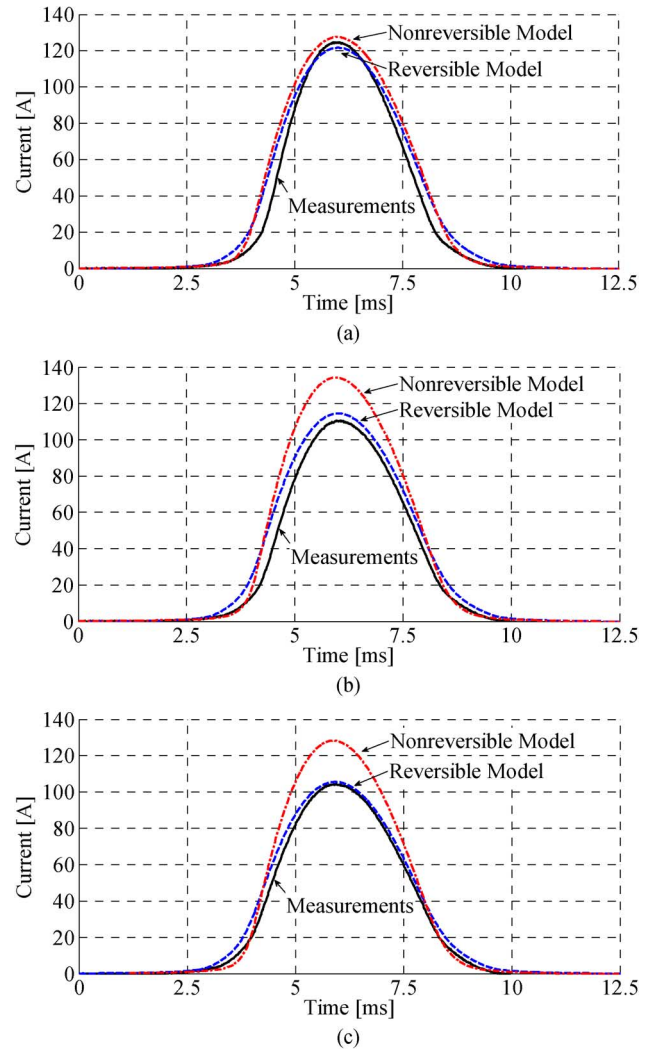 140
120
100
80
60
40
20
0
Current [A]
Nonreversible Model
Reversible Model
Measurements
0 2.5 5 7.5 10 12.5
Time [ms]
(a)
140
120
100
80
60
40
20
0
Current [A]
Nonreversible Model
Reversible Model
Measurements
0 2.5 5 7.5 10 12.5
Time [ms]
(b)
140
120
100
80
60
40
20
0
Current [A]
Nonreversible Model
Reversible Model
Measurements
0 2.5 5 7.5 10 12.5
Time [ms]
(c)